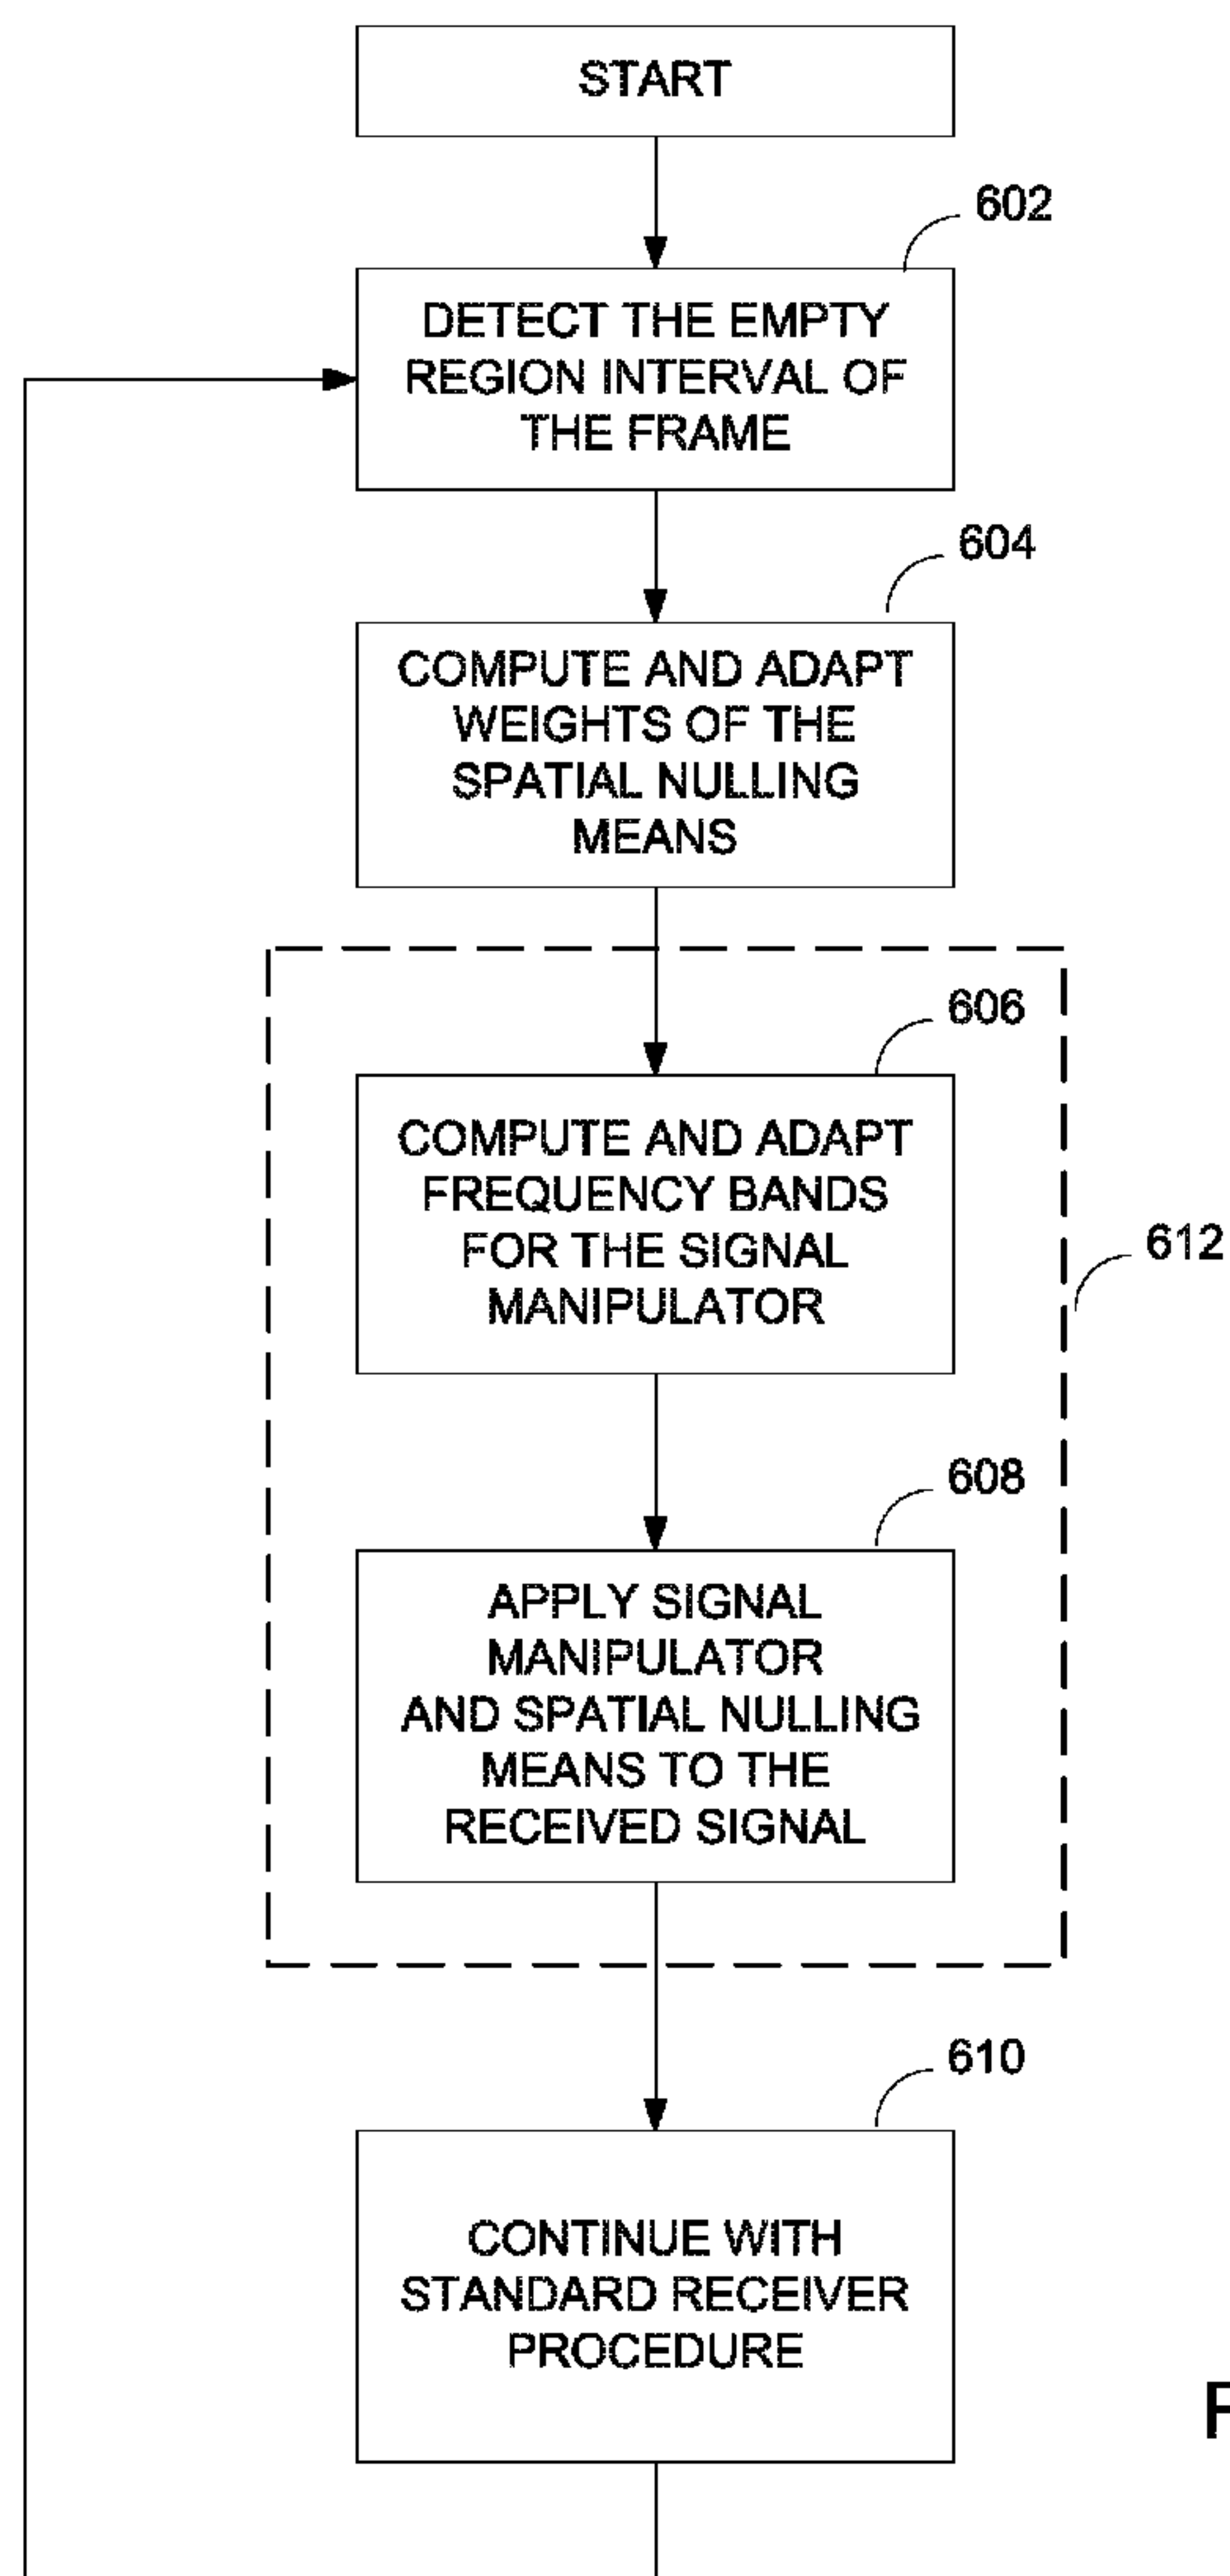 START
602
DETECT THE EMPTY
REGION INTERVAL OF
THE FRAME
604
COMPUTE AND ADAPT
WEIGHTS OF THE
SPATIAL NULLING
MEANS
606
COMPUTE AND ADAPT
FREQUENCY BANDS
FOR THE SIGNAL
MANIPULATOR
612
608
APPLY SIGNAL
MANIPULATOR
AND SPATIAL NULLING
MEANS TO THE
RECEIVED SIGNAL
610
CONTINUE WITH
STANDARD RECEIVER
PROCEDURE